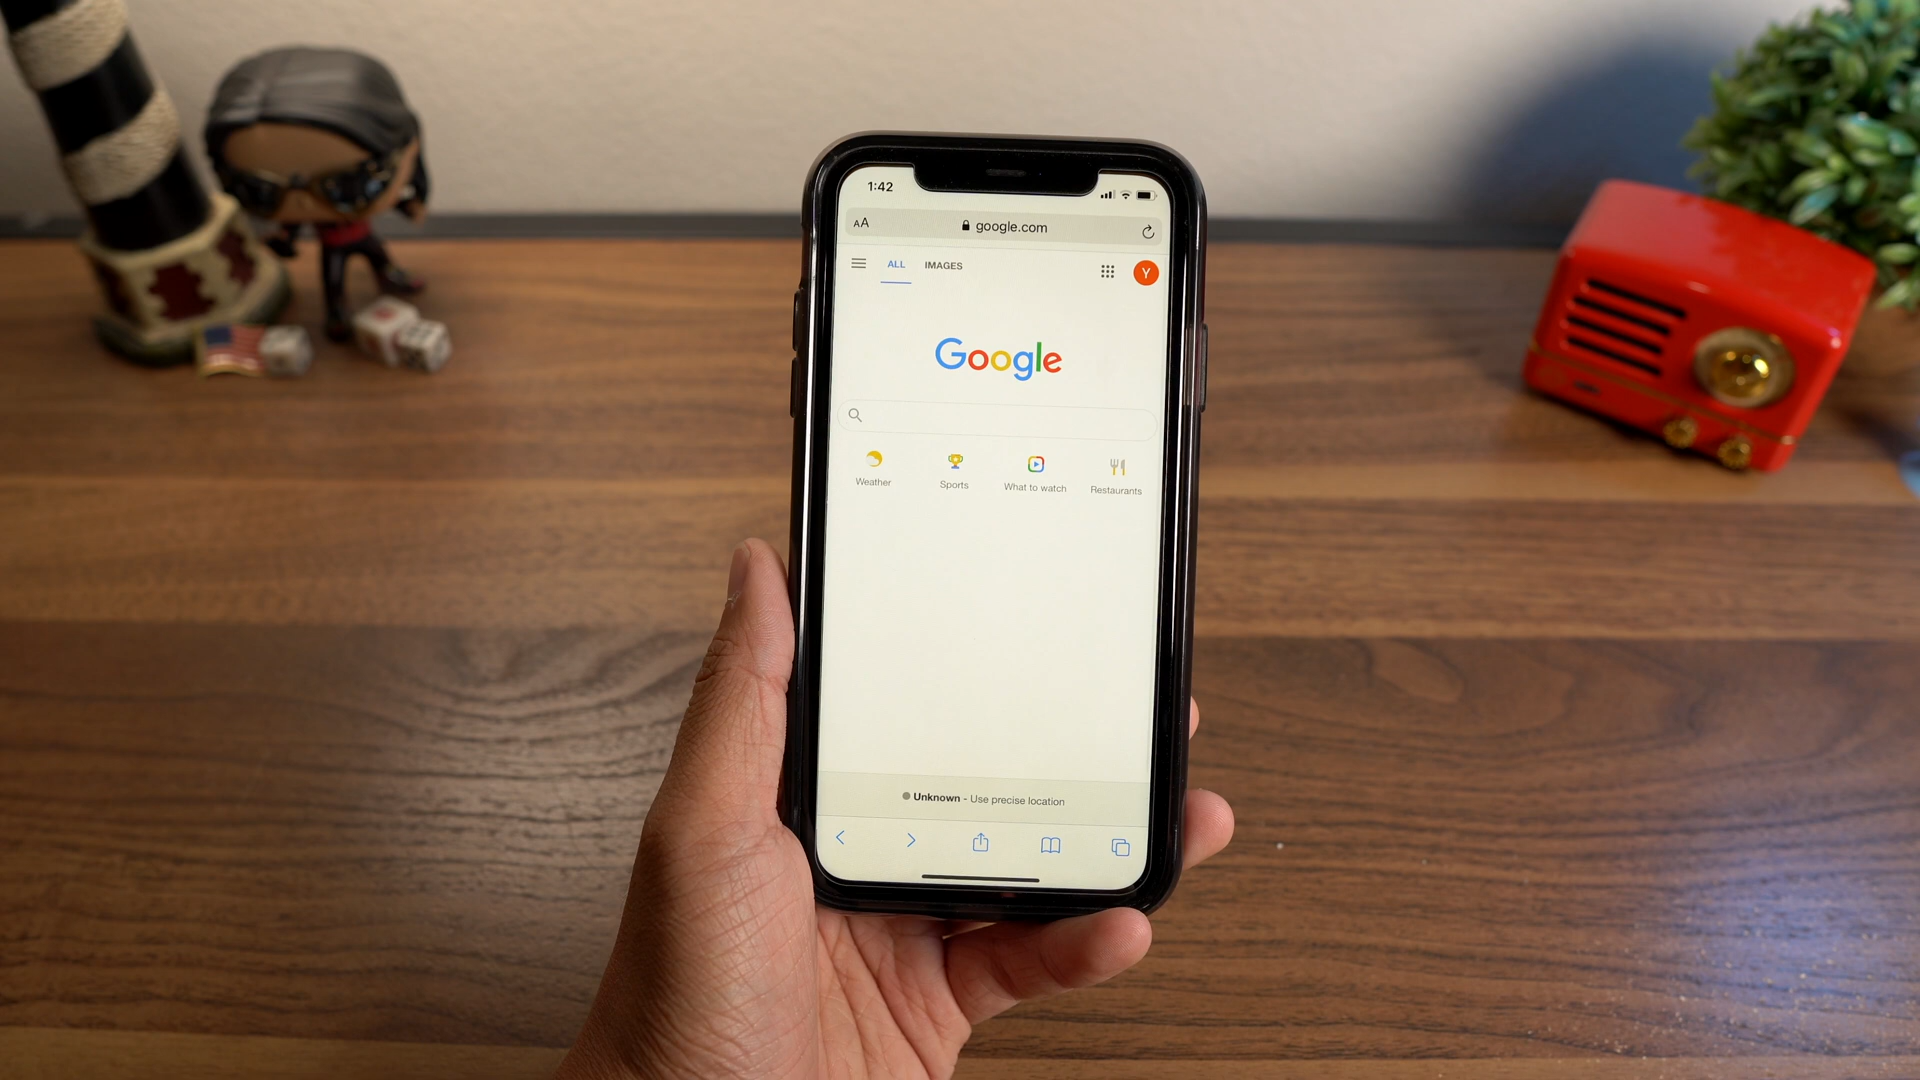 1:42
AA google.com
ALL IMAGES Y
Google
Weather Sports What to watch Restaurants
Unknown - Use precise location